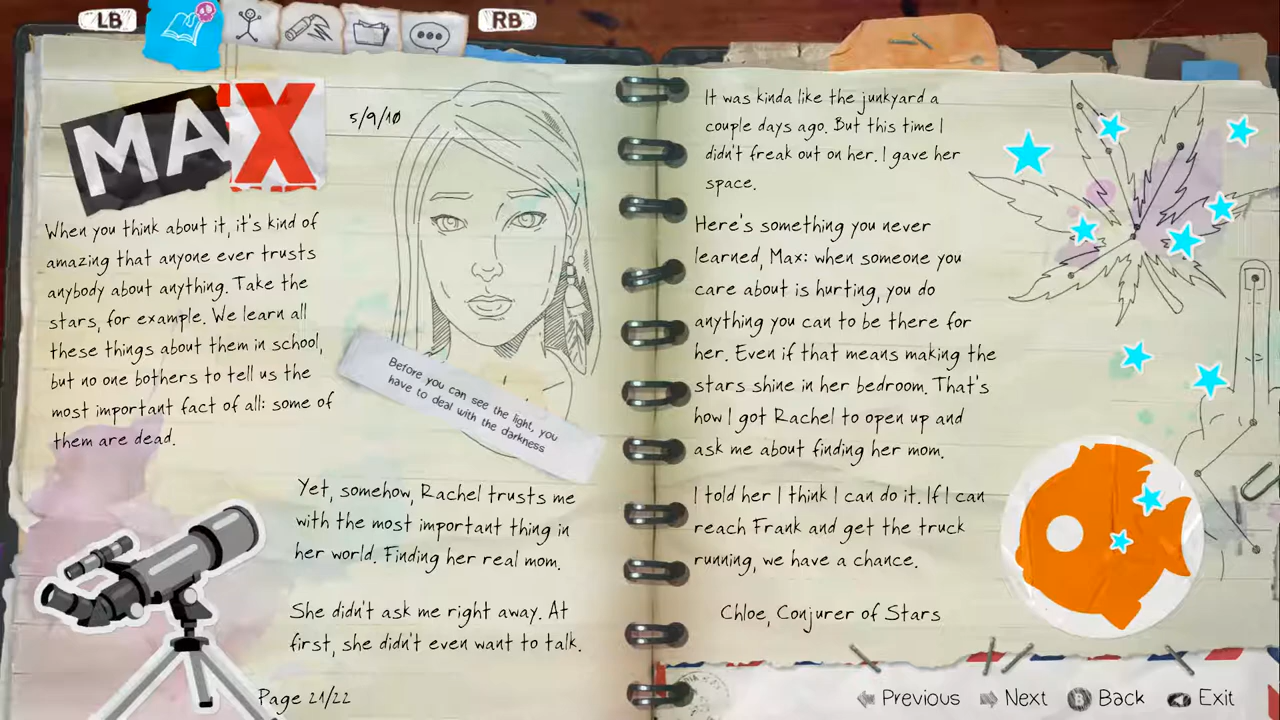 LB
RB
MAX
5/9/10
When you think about it, it's kind of
amazing that anyone ever trusts
anybody about anything. Take the
stars, for example. We learn all
these things about them in school,
but no one bothers to tell us the
most important fact of all: some of
them are dead.
Before you can see the light, you
have to deal with the darkness
Yet, somehow, Rachel trusts me
with the most important thing in
her world. Finding her real mom.
She didn't ask me right away. At
first, she didn't even want to talk.
Page 21/22
It was kinda like the junkyard a
couple days ago. But this time I
didn't freak out on her. I gave her
space.
Here's something you never
learned, Max: when someone you
care about is hurting, you do
anything you can to be there for
her. Even if that means making the
stars shine in her bedroom. That's
how I got Rachel to open up and
ask me about finding her mom.
I told her I think I can do it. If I can
reach Frank and get the truck
running, we have a chance.
Chloe, Conjurer of Stars
Previous
Next
B Back
Exit